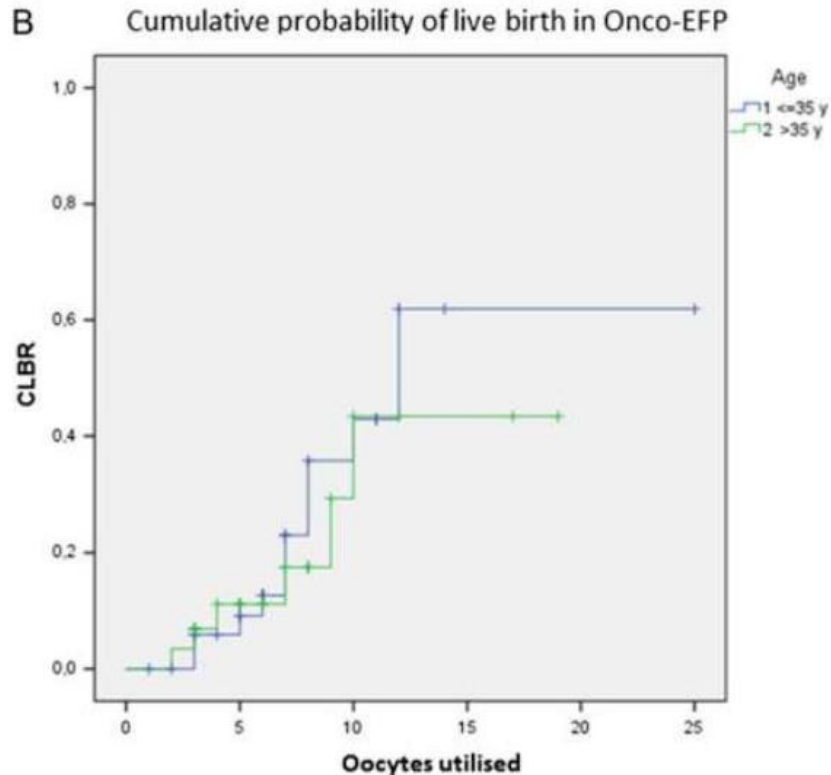 B
Cumulative probability of live birth in Onco-EFP
Age
1 <=35 y
2 >35 y
1,0
0,8
0,6
0,4
0,2
0,0
CLBR
0
5
10
15
20
25
Oocytes utilised